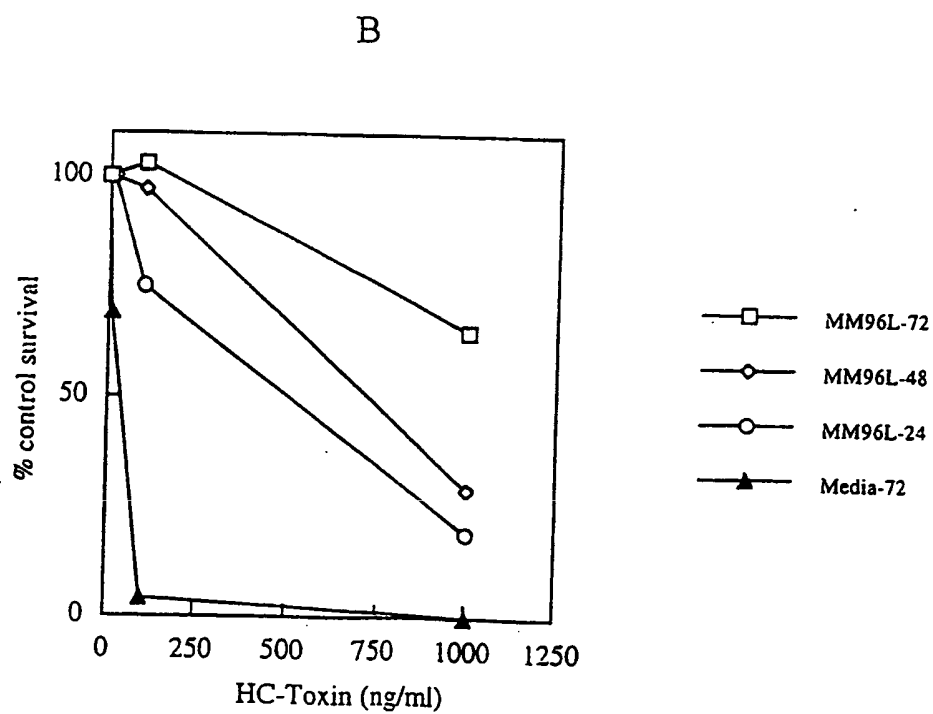 B
100
50
0
% control survival
0 250 500 750 1000 1250
HC-Toxin (ng/ml)
MM96L-72
MM96L-48
MM96L-24
Media-72